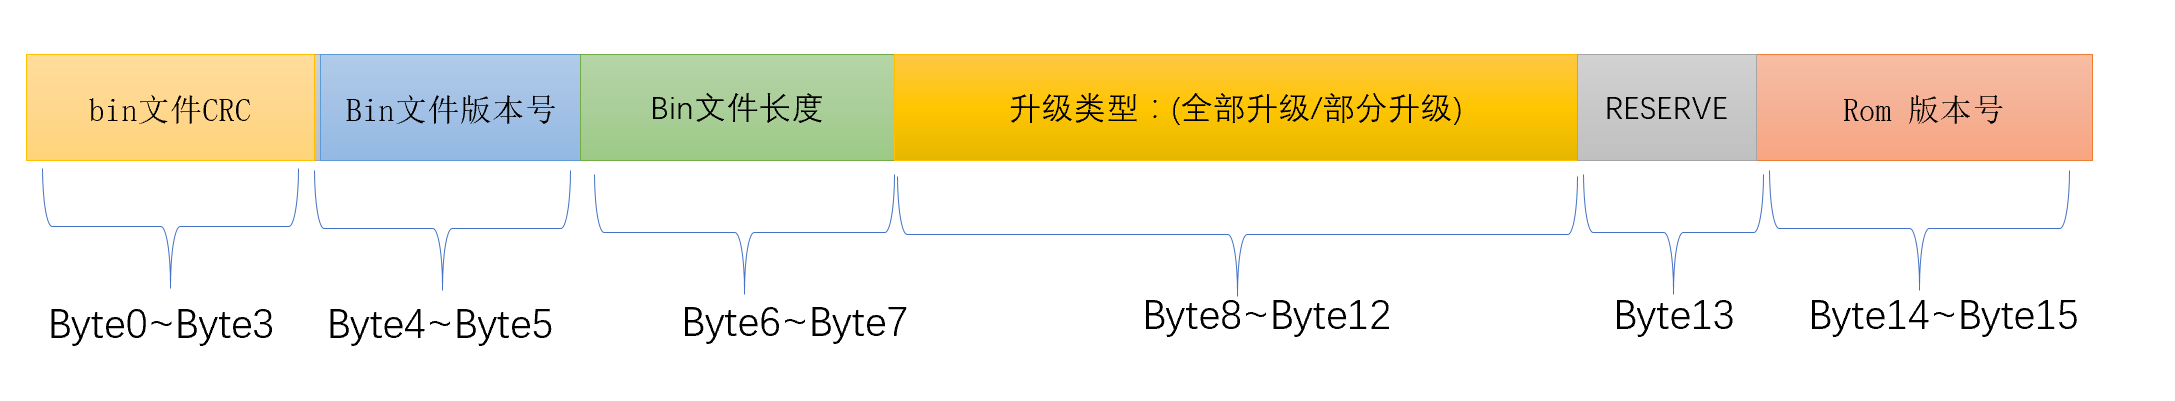 bin文件CRC
Bin文件版本号
Bin文件长度
升级类型：(全部升级/部分升级)
RESERVE
Rom 版本号
Byte0~Byte3
Byte4~Byte5
Byte6~Byte7
Byte8~Byte12
Byte13
Byte14~Byte15